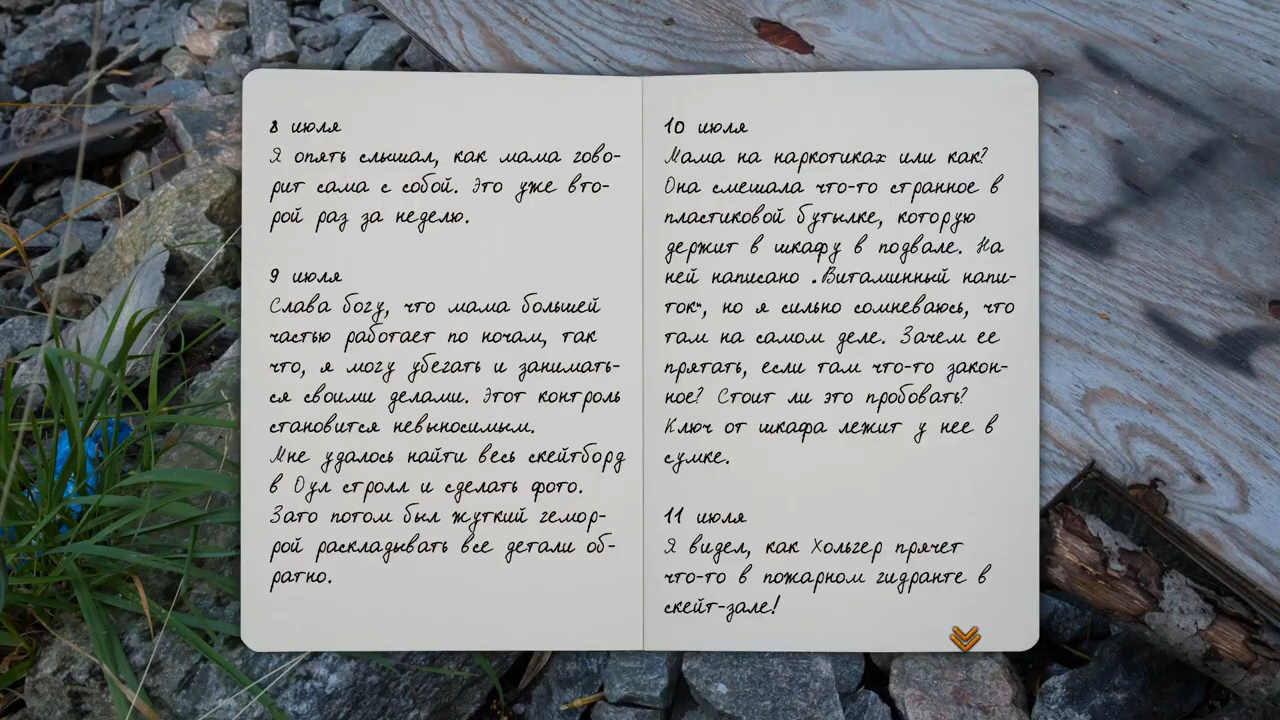 8 июля
Я опять слышал, как мама гово-
рит сама с собой. Это уже вто-
рой раз за неделю.
9 июля
Слава богу, что мама большей
частью работает по ночам, так
что, я могу убегать и занимать-
ся своими делами. Этот контроль
становится невыносимым.
Мне удалось найти весь скейтборд
в Оул стролл и сделать фото.
Зато потом был жуткий гемор-
рой раскладывать все детали об-
ратно.
10 июля
Мама на наркотиках или как?
Она смешала что-то странное в
пластиковой бутылке, которую
держит в шкафу в подвале. На
ней написано „Витаминный напи-
ток“, но я сильно сомневаюсь, что
там на самом деле. Зачем ее
прятать, если там что-то закон-
ное? Стоит ли это пробовать?
Ключ от шкафа лежит у нее в
сумке.
11 июля
Я видел, как Хольгер прячет
что-то в пожарном гидранте в
скейт-зале!